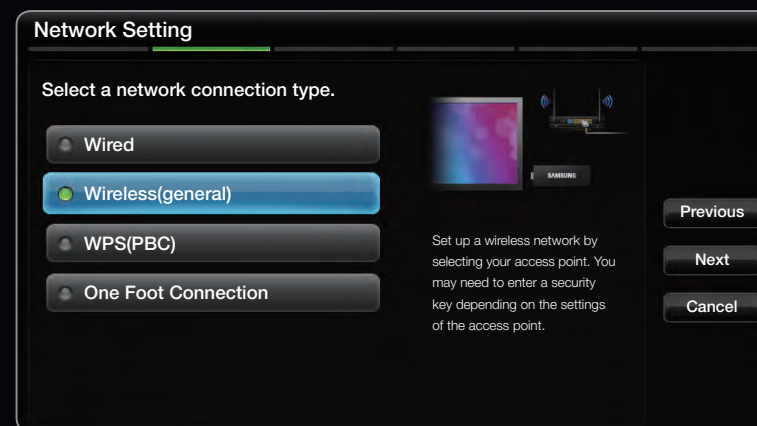 Network Setting
Select a network connection type.
Wired
Wireless(general)
WPS(PBC)
One Foot Connection
SAMSUNG
Set up a wireless network by
selecting your access point. You
may need to enter a security
key depending on the settings
of the access point.
Previous
Next
Cancel